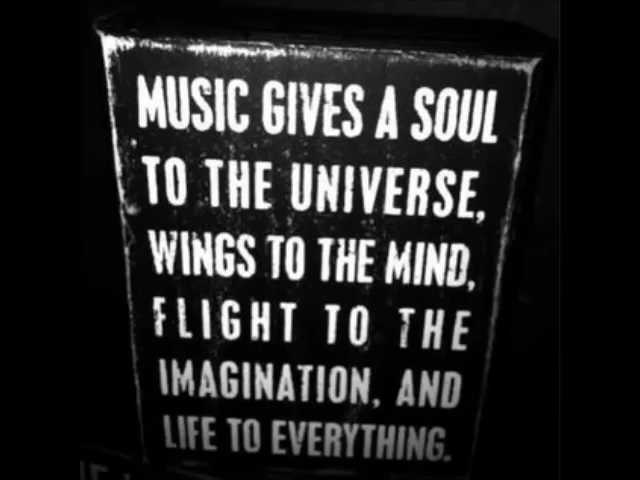 MUSIC GIVES A SOUL
TO THE UNIVERSE,
WINGS TO THE MIND,
FLIGHT TO THE
IMAGINATION, AND
LIFE TO EVERYTHING.